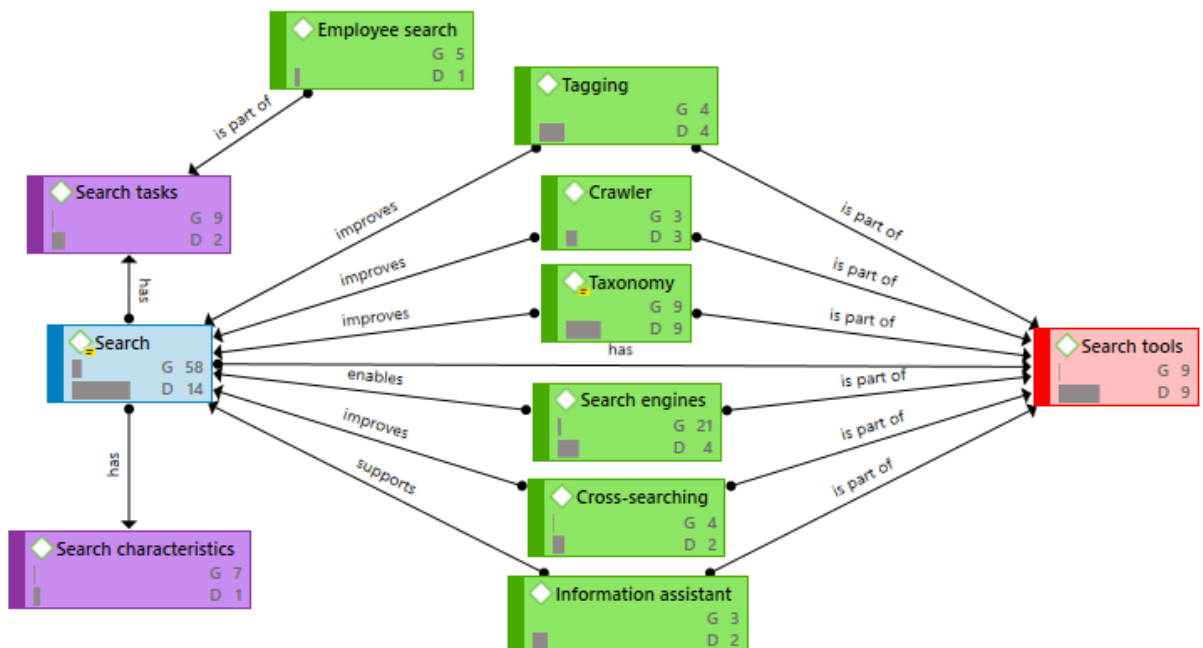 Employee search
G 5
D 1
is part of
Tagging
G 4
D 4
Search tasks
G 9
D 2
improves
is part of
Crawler
G 3
D 3
improves
is part of
has
Taxonomy
G 9
D 9
improves
is part of
Search
G 58
D 14
has
Search tools
G 9
D 9
enables
is part of
Search engines
G 21
D 4
improves
is part of
has
supports
is part of
Cross-searching
G 4
D 2
Search characteristics
G 7
D 1
Information assistant
G 3
D 2